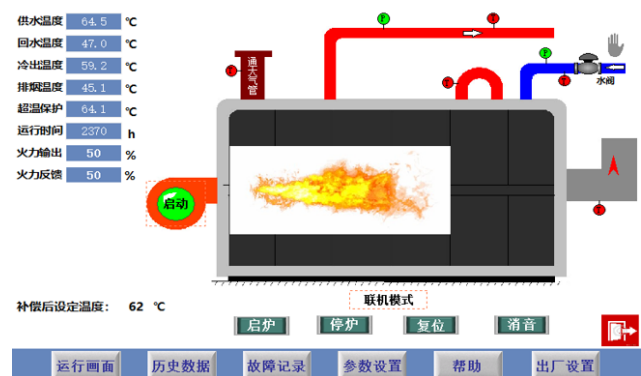 供水温度 64.5 ℃
回水温度 47.0 ℃
冷出温度 59.2 ℃
排烟温度 45.1 ℃
超温保护 64.1 ℃
运行时间 2370 h
火力输出 50 %
火力反馈 50 %
通大气管
P
T
P
T
T
T
T
水阀
启动
补偿后设定温度: 62 ℃
联机模式
启炉 停炉 复位 消音
运行画面 历史数据 故障记录 参数设置 帮助 出厂设置